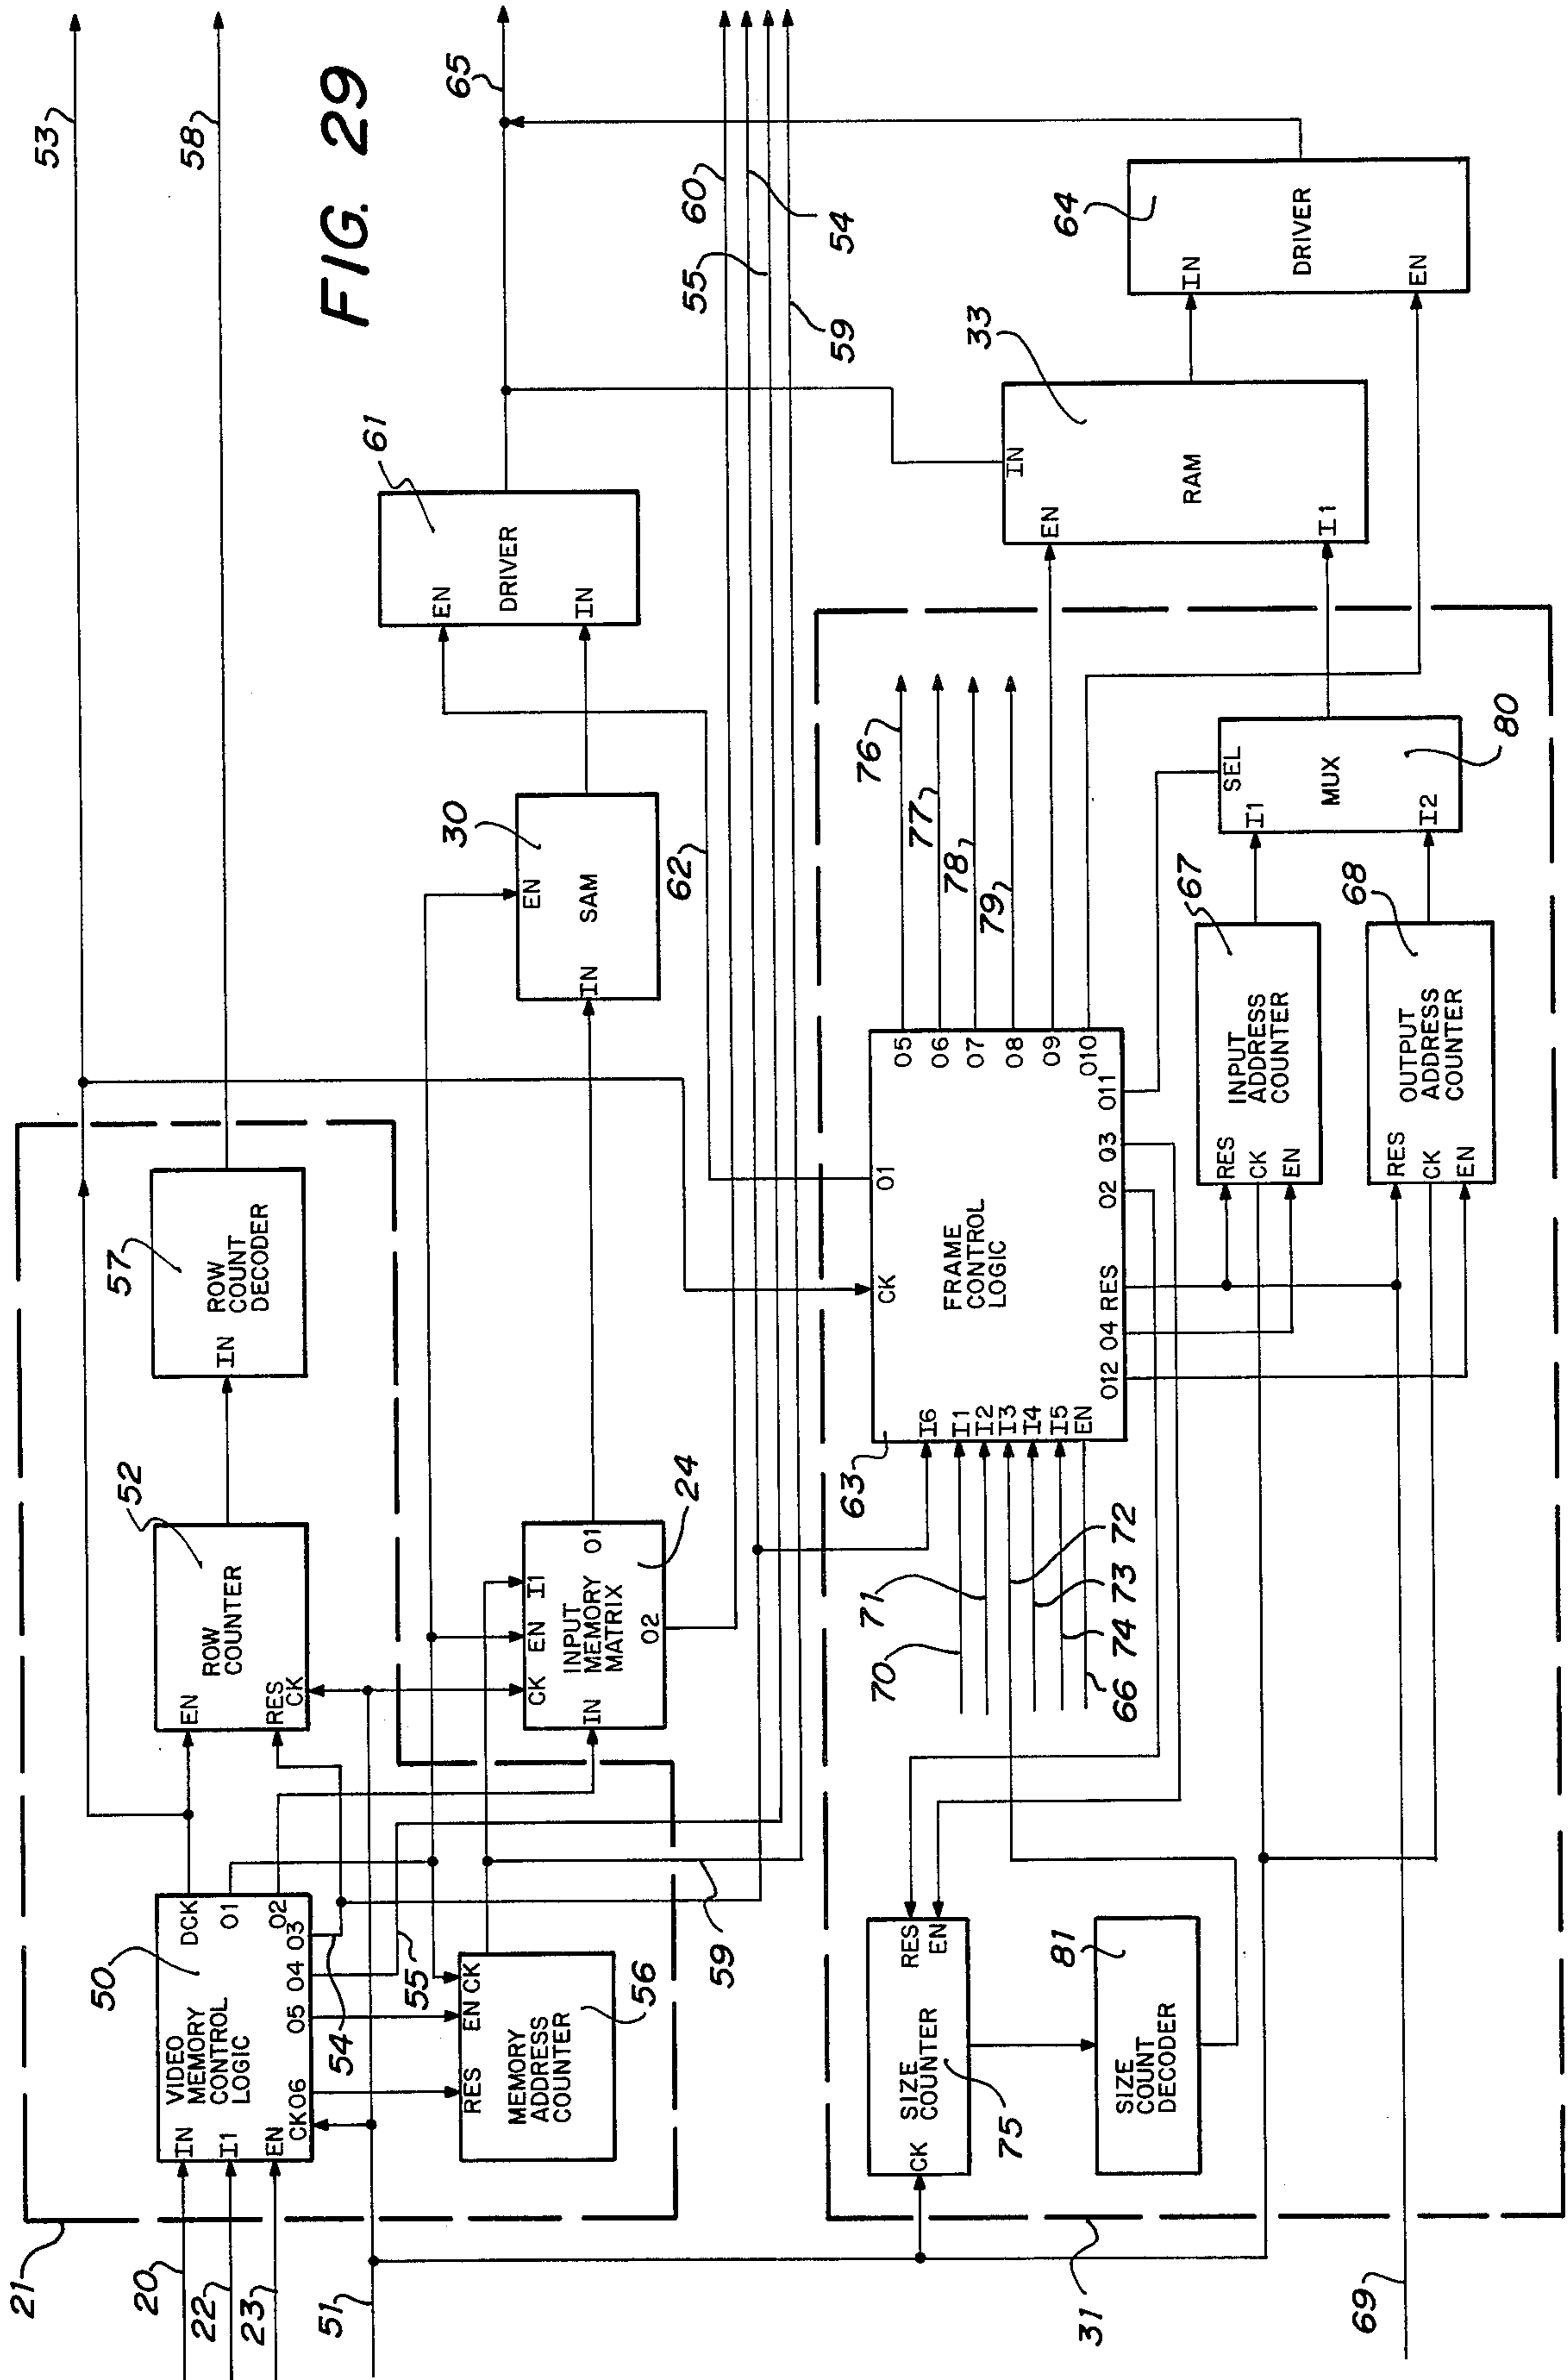 FIG. 29
21
20
22
23
51
50
VIDEO
MEMORY
CONTROL
LOGIC
IN
I1
EN
CK
O6
O5
O4
O3
O2
O1
DCK
54
55
52
ROW
COUNTER
EN
RES
CK
57
ROW
COUNT
DECODER
IN
53
58
MEMORY
ADDRESS
COUNTER
RES
EN
CK
56
59
INPUT
MEMORY
MATRIX
CK
EN
I1
IN
O1
O2
24
30
SAM
EN
IN
61
DRIVER
EN
IN
62
65
60
54
55
59
31
69
SIZE
COUNTER
CK
RES
EN
75
SIZE
COUNT
DECODER
81
63
FRAME
CONTROL
LOGIC
CK
O1
I6
I1
I2
I3
I4
I5
EN
O12
O4
RES
O2
O3
O11
O5
O6
O7
O8
O9
O10
70
71
72
73
74
66
76
77
78
79
67
INPUT
ADDRESS
COUNTER
RES
CK
EN
68
OUTPUT
ADDRESS
COUNTER
RES
CK
EN
80
MUX
SEL
I1
I2
33
RAM
IN
EN
I1
64
DRIVER
IN
EN